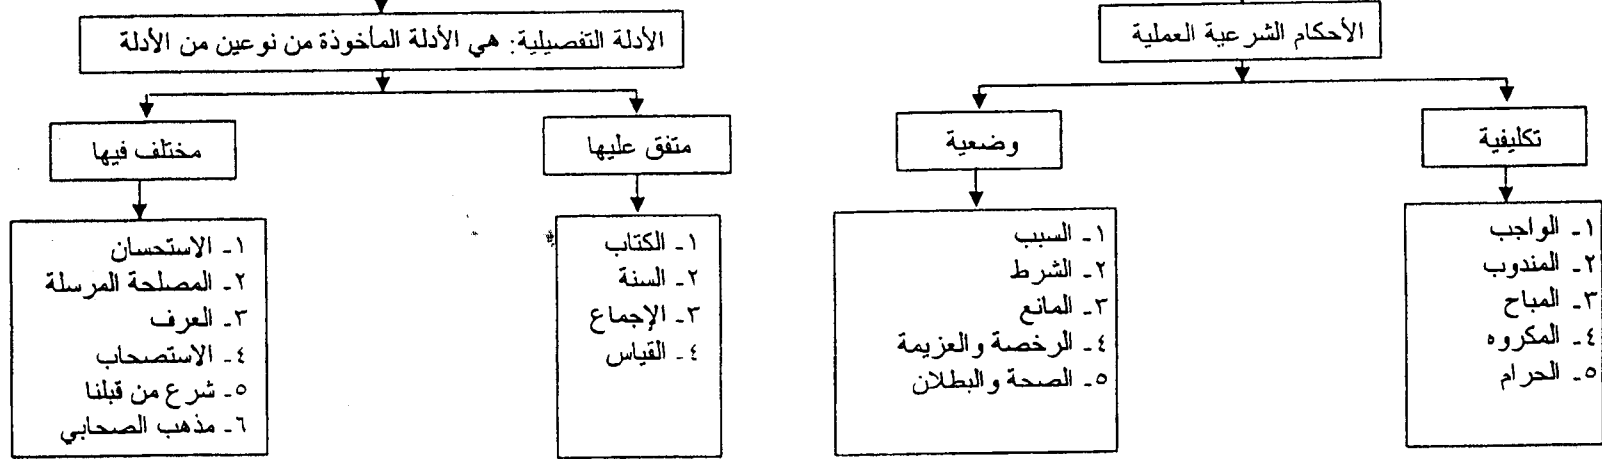 الأحكام الشرعية العملية
تكليفية
١- الواجب
٢- المندوب
٣- المباح
٤- المكروه
٥- الحرام
وضعية
١- السبب
٢- الشرط
٣- المانع
٤- الرخصة والعزيمة
٥- الصحة والبطلان
الأدلة التفصيلية: هي الأدلة المأخوذة من نوعين من الأدلة
متفق عليها
١- الكتاب
٢- السنة
٣- الإجماع
٤- القياس
مختلف فيها
١- الاستحسان
٢- المصلحة المرسلة
٣- العرف
٤- الاستصحاب
٥- شرع من قبلنا
٦- مذهب الصحابي